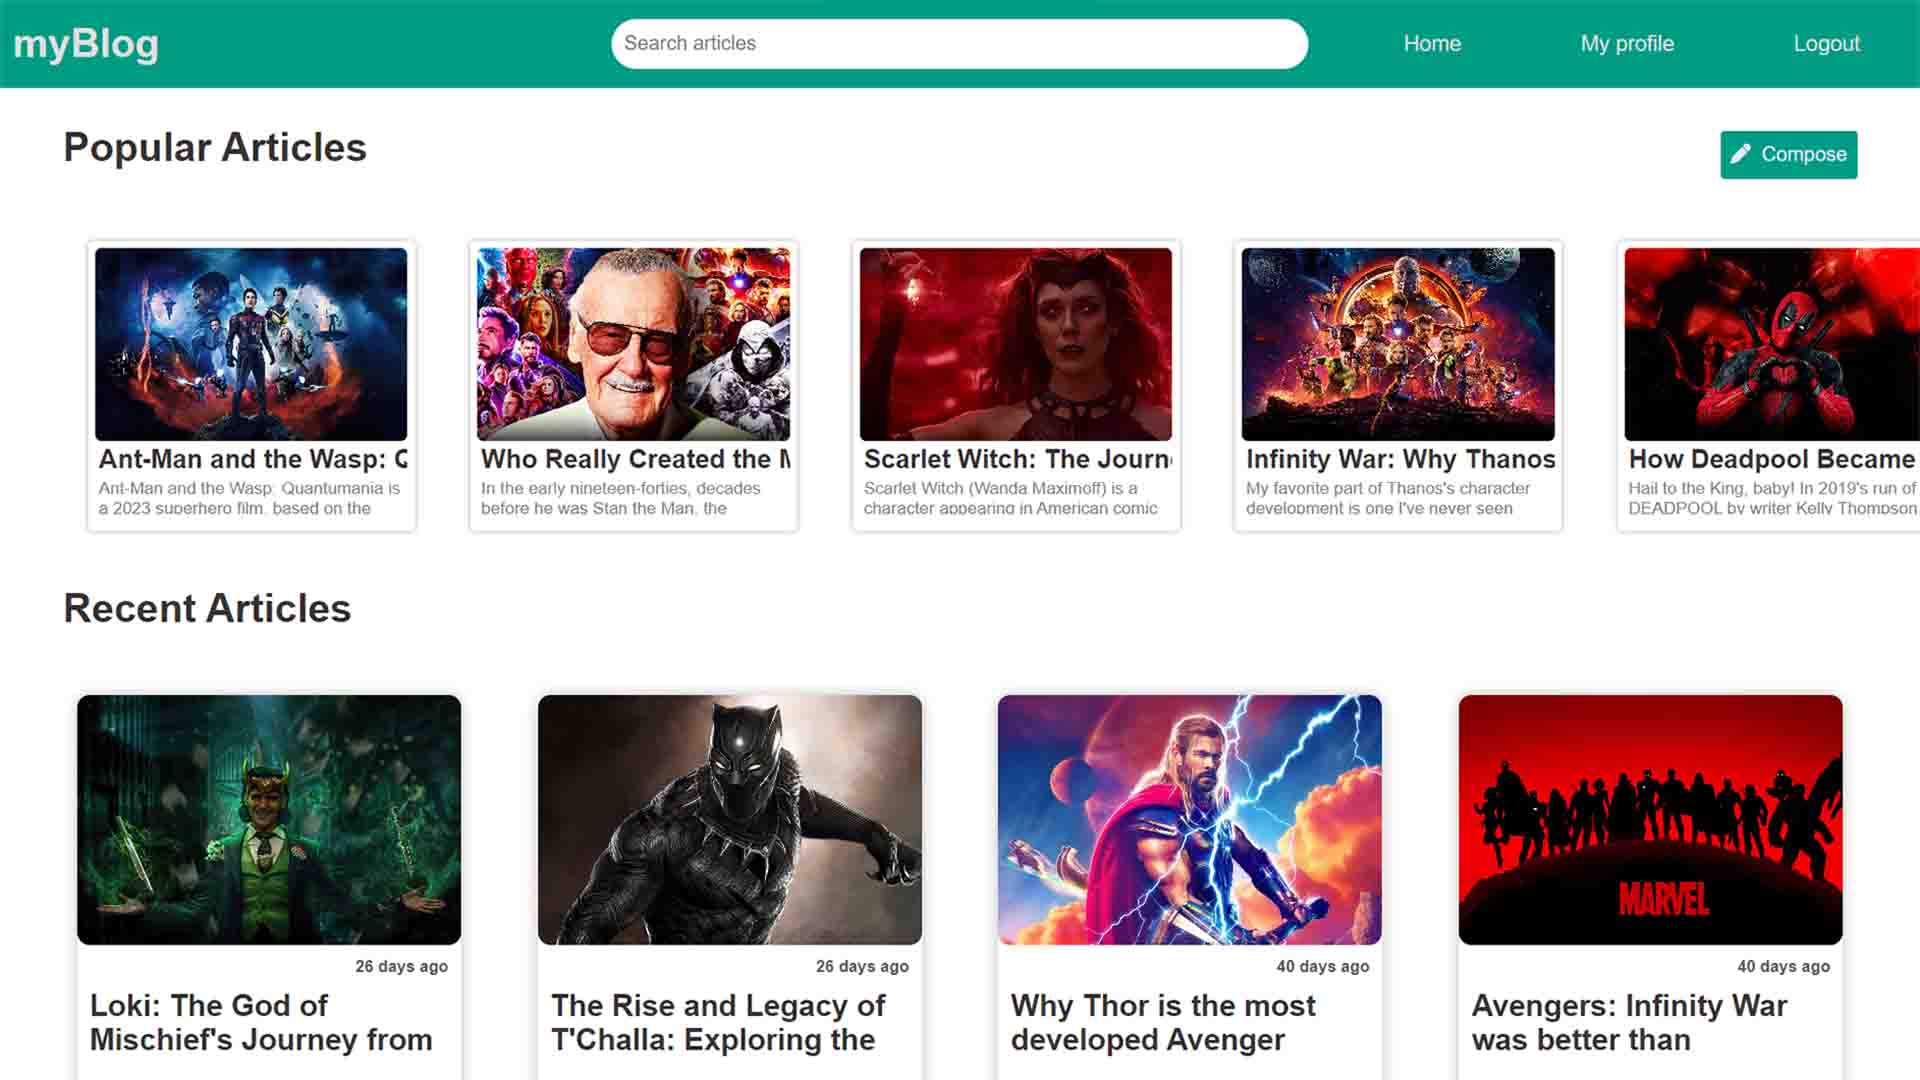 myBlog
Search articles
Home
My profile
Logout
Popular Articles
Compose
Ant-Man and the Wasp: Q
Ant-Man and the Wasp: Quantumania is
a 2023 superhero film, based on the
Who Really Created the M
In the early nineteen-forties, decades
before he was Stan the Man, the
Scarlet Witch: The Journ
Scarlet Witch (Wanda Maximoff) is a
character appearing in American comic
Infinity War: Why Thanos
My favorite part of Thanos's character
development is one I've never seen
How Deadpool Became
Hail to the King, baby! In 2019's run of
DEADPOOL by writer Kelly Thompson
Recent Articles
26 days ago
Loki: The God of
Mischief's Journey from
26 days ago
The Rise and Legacy of
T'Challa: Exploring the
40 days ago
Why Thor is the most
developed Avenger
MARVEL
40 days ago
Avengers: Infinity War
was better than